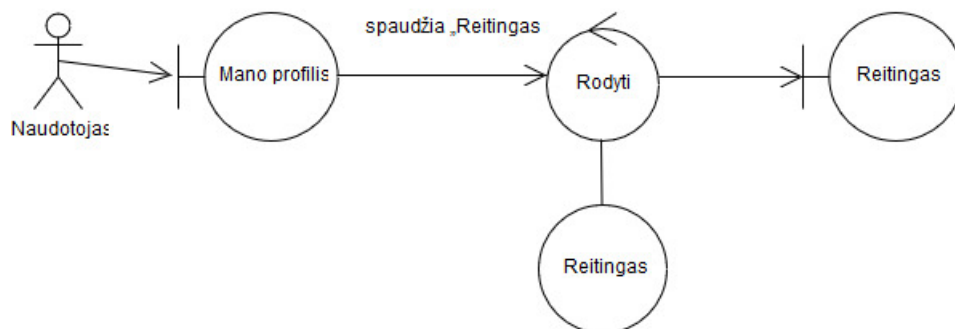 spaudžia „Reitingas
Mano profilis
Rodyti
Reitingas
Naudotojas
Reitingas